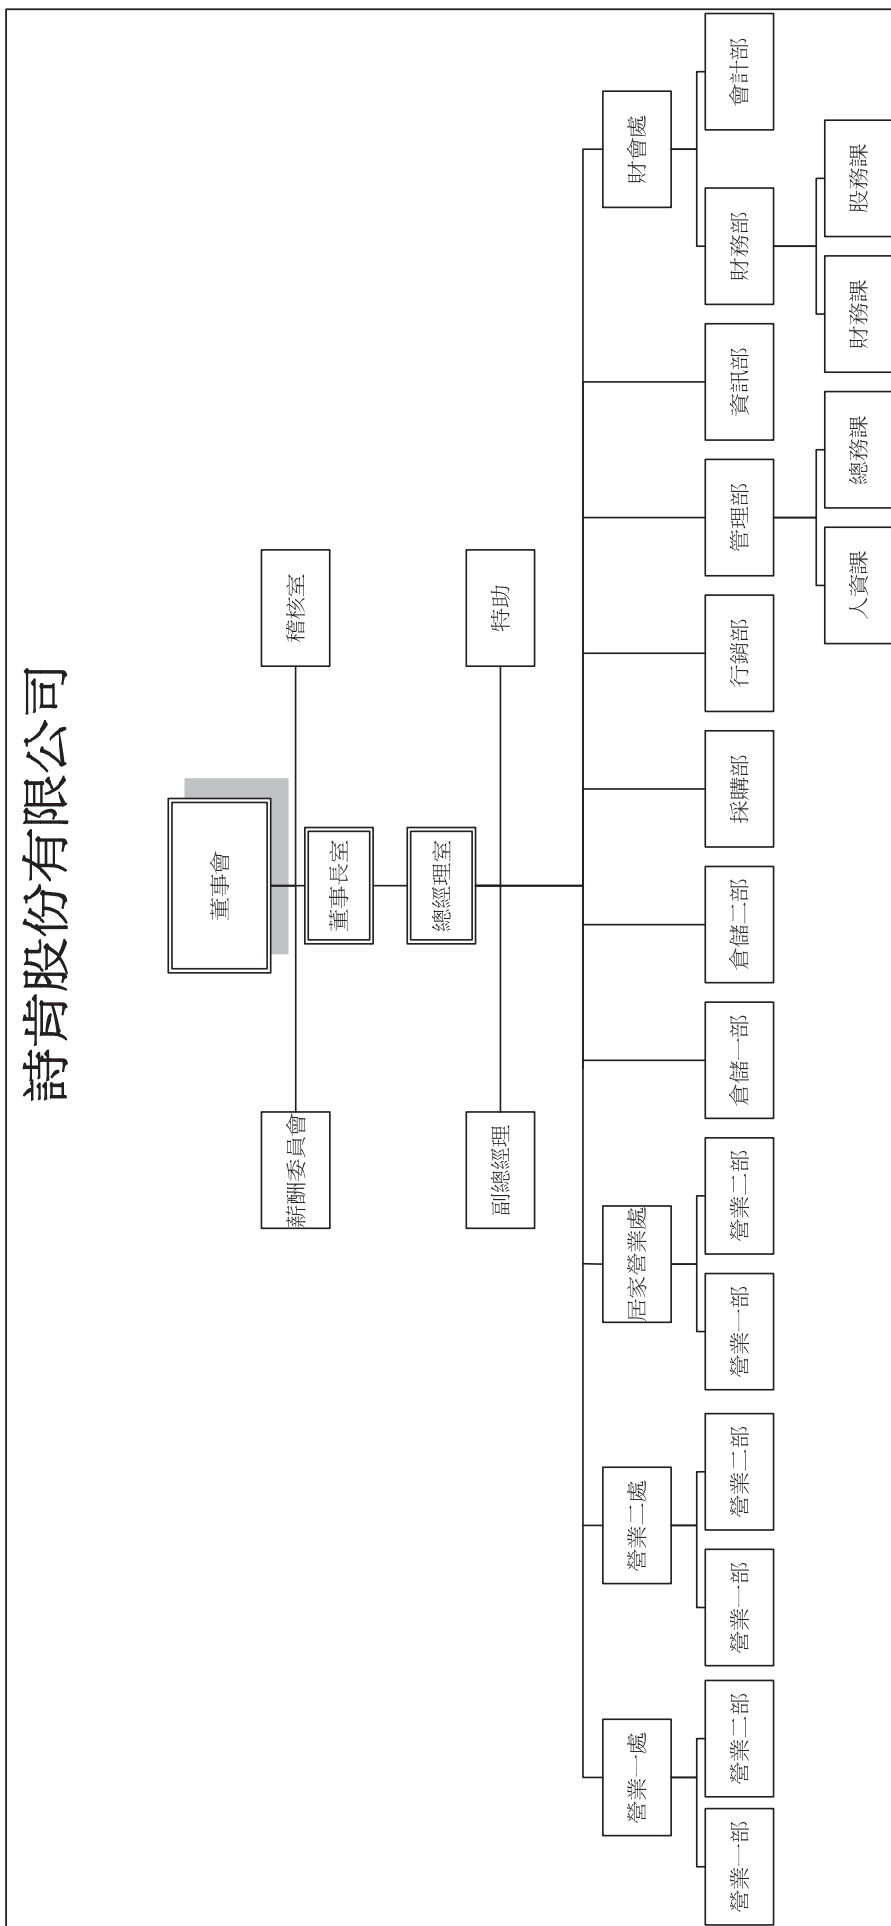 詩肯股份有限公司
董事會
薪酬委員會
稽核室
董事長室
總經理室
副總經理
特助
營業一處
營業二處
居家營業處
財會處
營業一部
營業二部
營業一部
營業二部
營業一部
營業二部
倉儲一部
倉儲二部
採購部
行銷部
管理部
資訊部
財務部
會計部
人資課
總務課
財務課
股務課